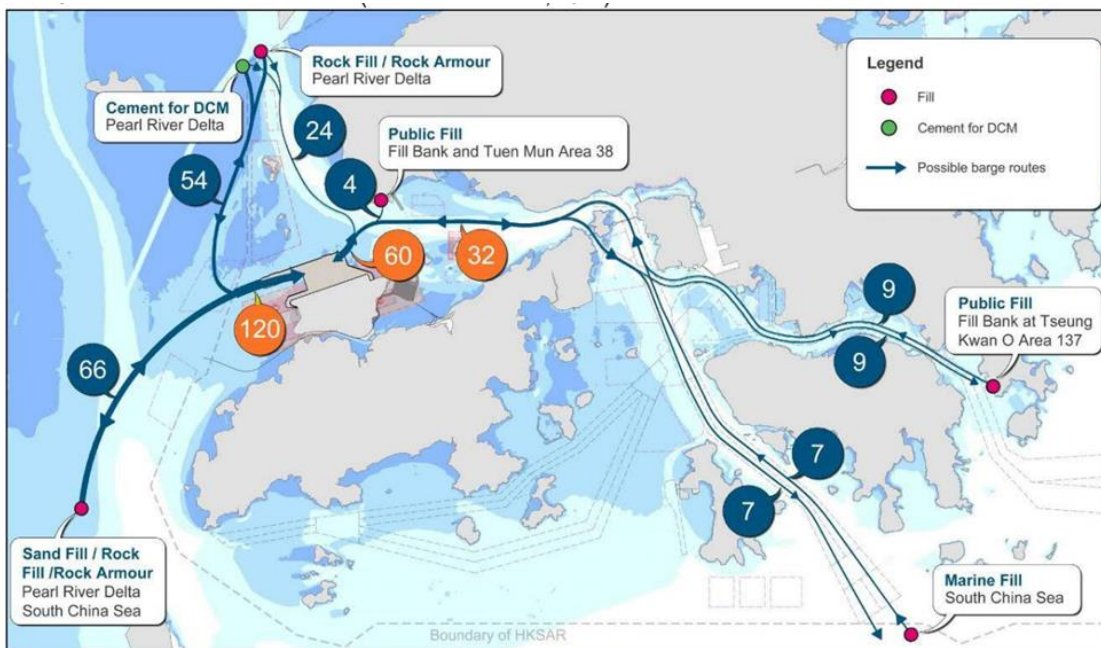 Rock Fill / Rock Armour
Pearl River Delta
Cement for DCM
Pearl River Delta
24
Public Fill
Fill Bank and Tuen Mun Area 38
54
4
60
32
120
66
9
9
Public Fill
Fill Bank at Tseung
Kwan O Area 137
7
7
Sand Fill / Rock
Fill /Rock Armour
Pearl River Delta
South China Sea
Marine Fill
South China Sea
Boundary of HKSAR
Legend
Fill
Cement for DCM
Possible barge routes